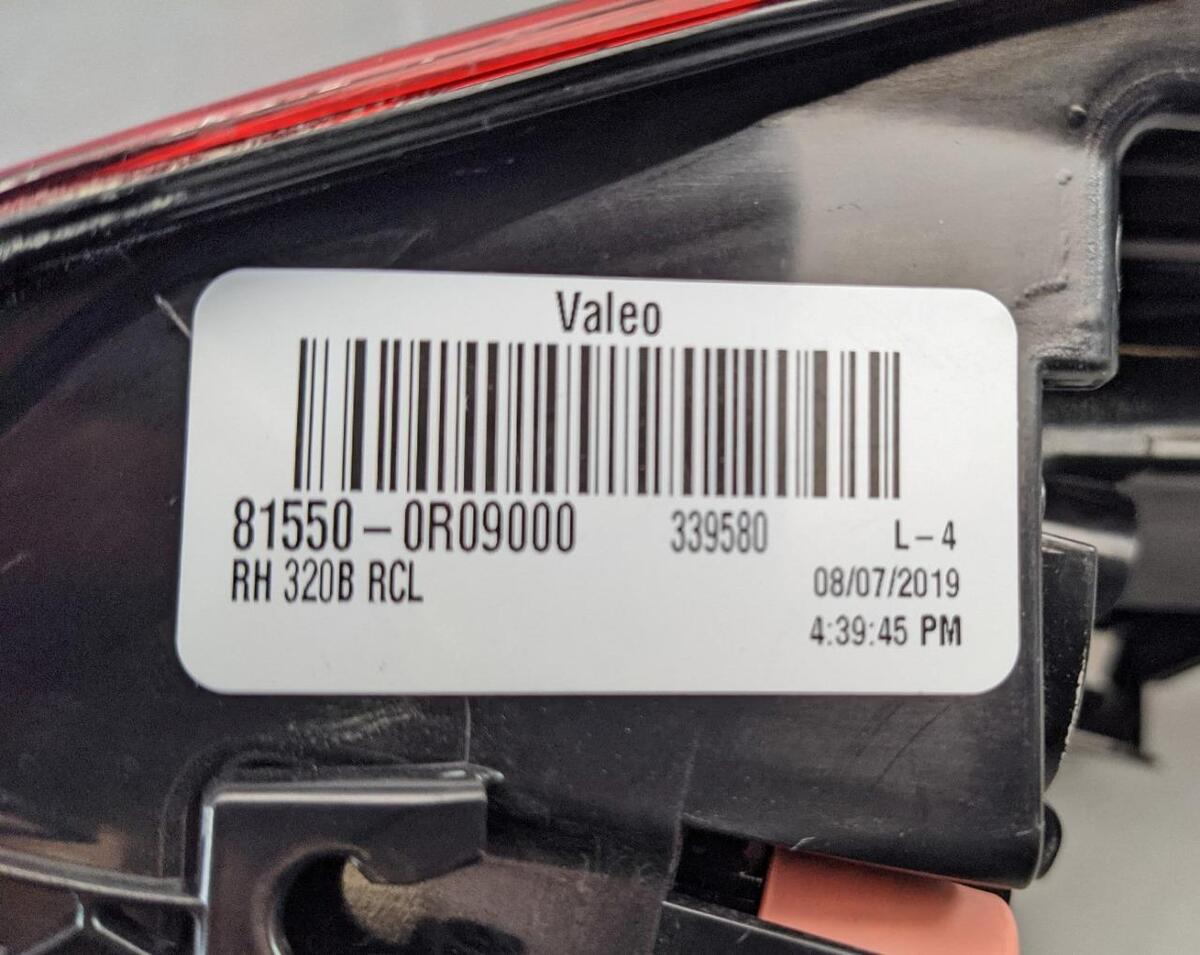 Valeo
81550-0R09000 339580 L-4
RH 320B RCL 08/07/2019
4:39:45 PM